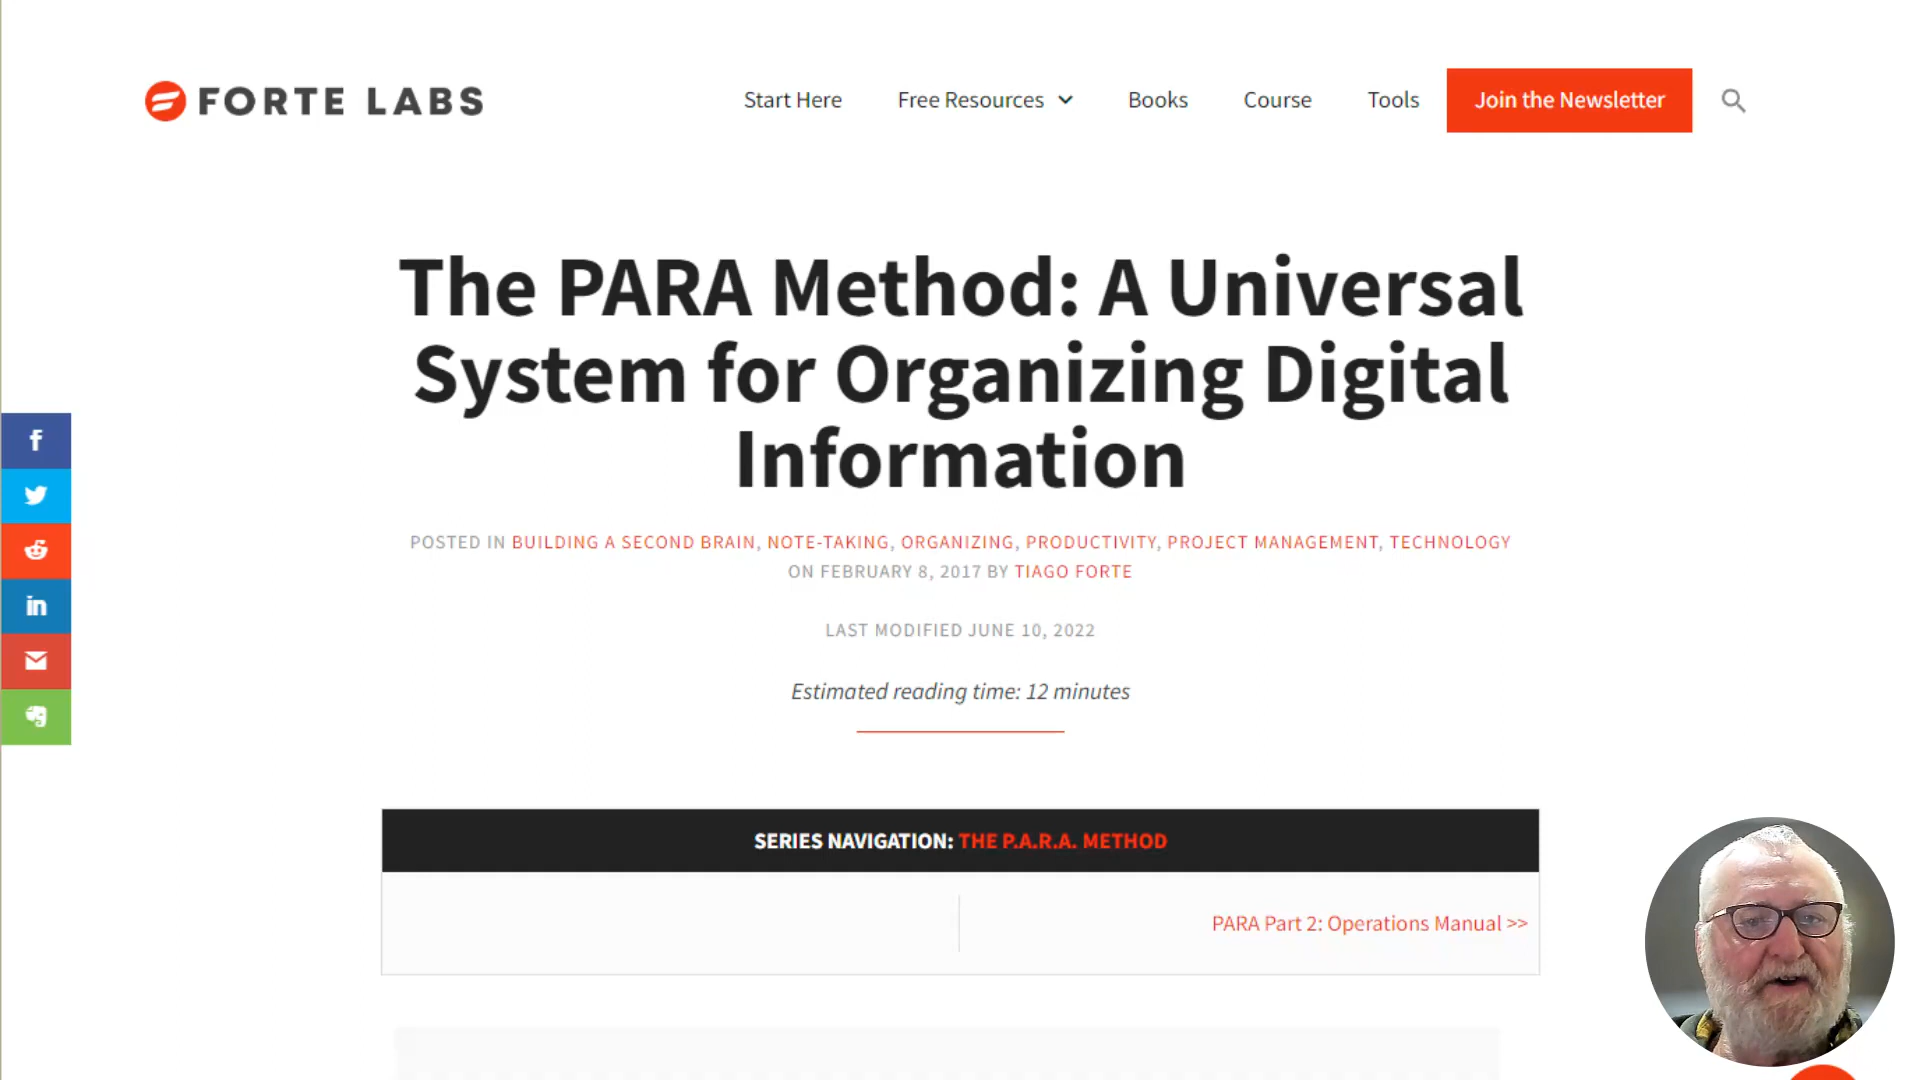 FORTE LABS
Start Here
Free Resources
Books
Course
Tools
Join the Newsletter
The PARA Method: A Universal
System for Organizing Digital
Information
POSTED IN BUILDING A SECOND BRAIN, NOTE-TAKING, ORGANIZING, PRODUCTIVITY, PROJECT MANAGEMENT, TECHNOLOGY
ON FEBRUARY 8, 2017 BY TIAGO FORTE
LAST MODIFIED JUNE 10, 2022
Estimated reading time: 12 minutes
SERIES NAVIGATION: THE P.A.R.A. METHOD
PARA Part 2: Operations Manual >>